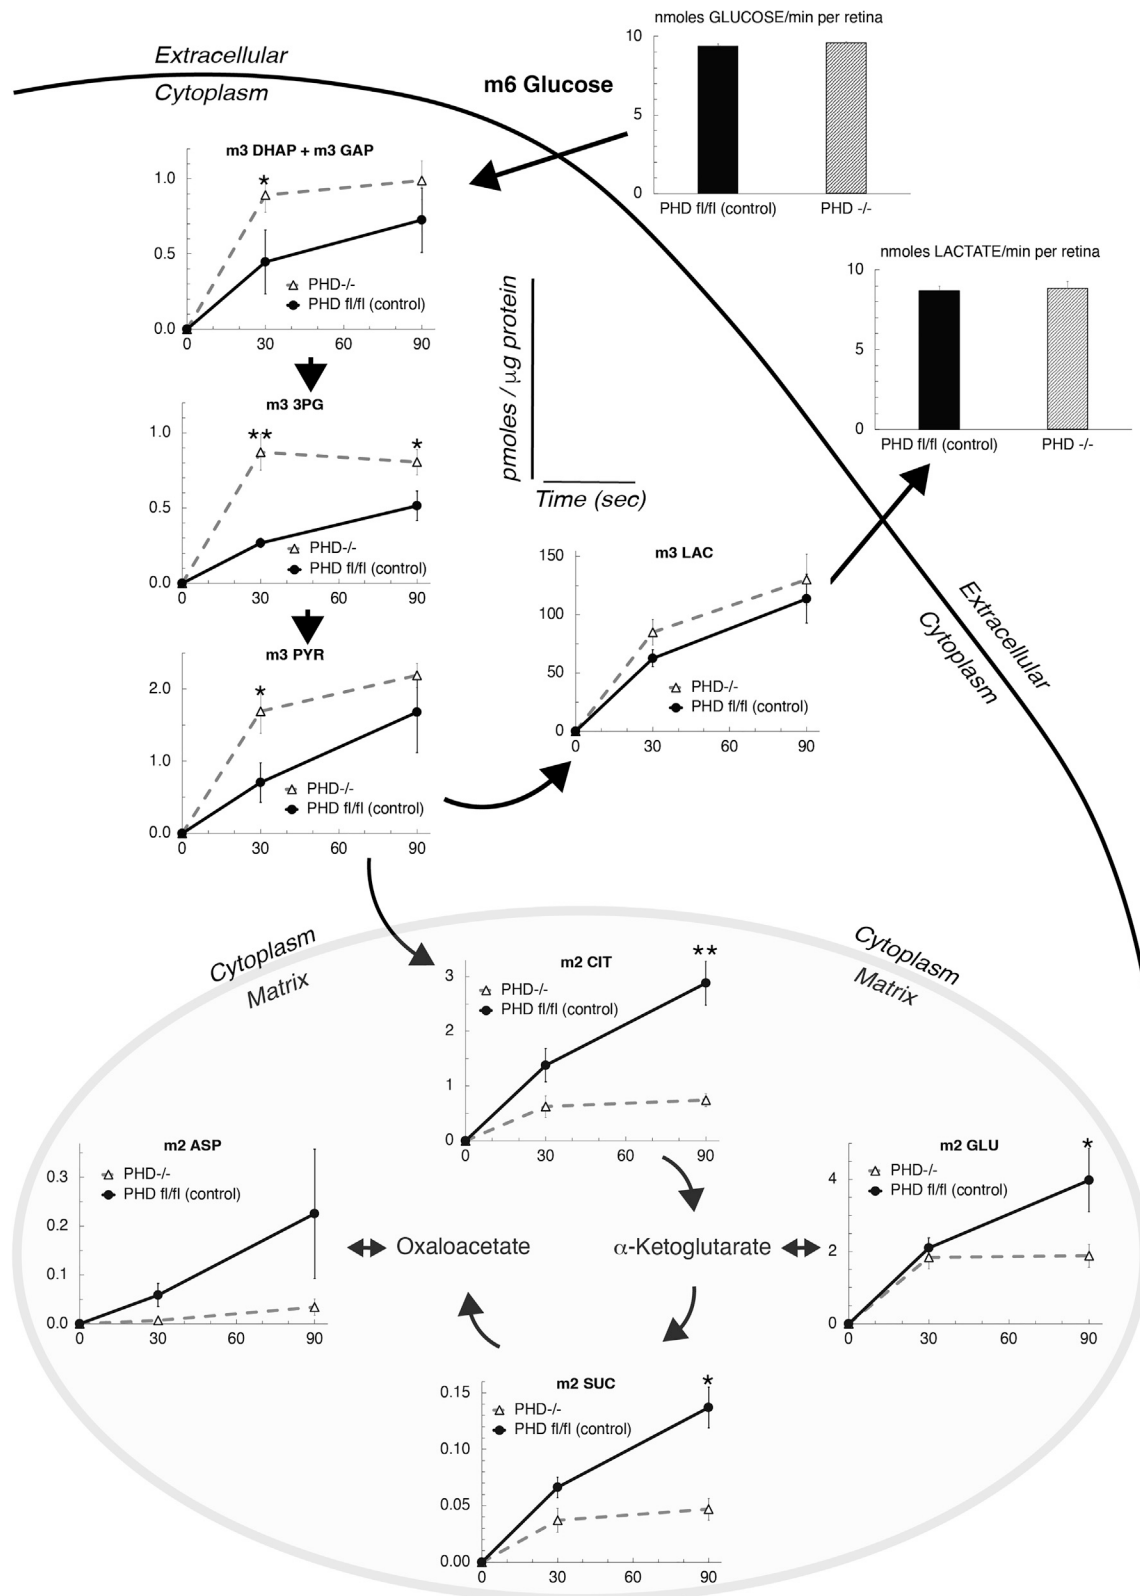 nmoles GLUCOSE/min per retina
10
5
0
PHD fl/fl (control)
PHD -/-
Extracellular
Cytoplasm
m6 Glucose
m3 DHAP + m3 GAP
*
1.0
0.5
0.0
PHD-/-
PHD fl/fl (control)
0
30
60
90
nmoles LACTATE/min per retina
10
5
0
PHD fl/fl (control)
PHD -/-
pmoles / µg protein
Time (sec)
m3 3PG
**
*
1.0
0.5
0.0
PHD-/-
PHD fl/fl (control)
0
30
60
90
m3 PYR
*
2.0
1.0
0.0
PHD-/-
PHD fl/fl (control)
0
30
60
90
m3 LAC
150
100
50
0
PHD-/-
PHD fl/fl (control)
0
30
60
90
Extracellular
Cytoplasm
Cytoplasm
Matrix
Cytoplasm
Matrix
m2 CIT
**
3
2
1
0
PHD-/-
PHD fl/fl (control)
0
30
60
90
m2 ASP
0.3
0.2
0.1
0.0
PHD-/-
PHD fl/fl (control)
0
30
60
90
Oxaloacetate
α-Ketoglutarate
m2 GLU
*
4
2
0
PHD-/-
PHD fl/fl (control)
0
30
60
90
m2 SUC
*
0.15
0.10
0.05
0.00
PHD-/-
PHD fl/fl (control)
0
30
60
90